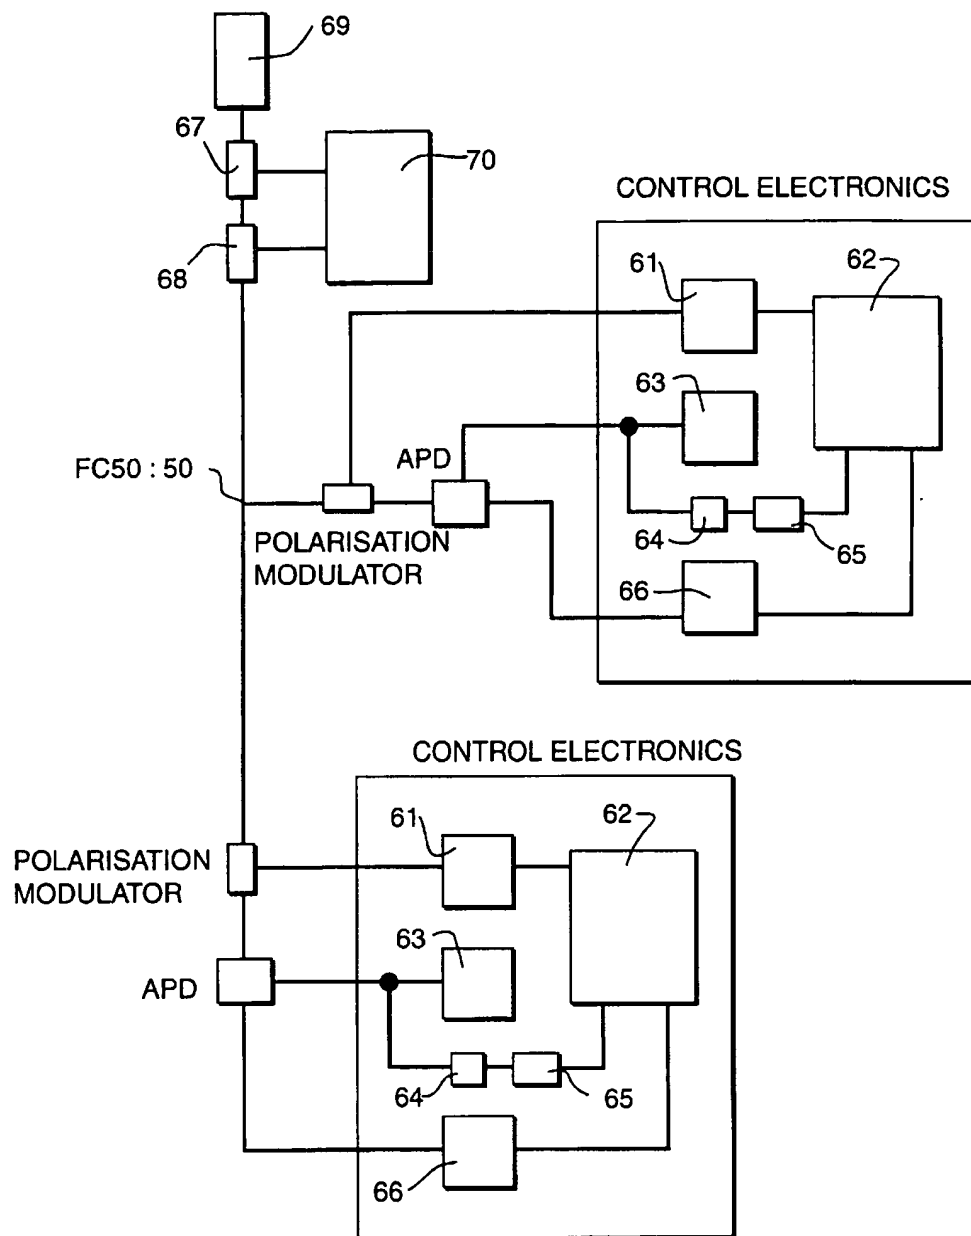 69
67
70
68
CONTROL ELECTRONICS
61
62
63
APD
FC50 : 50
POLARISATION
MODULATOR
64
65
66
CONTROL ELECTRONICS
61
62
POLARISATION
MODULATOR
63
APD
64
65
66